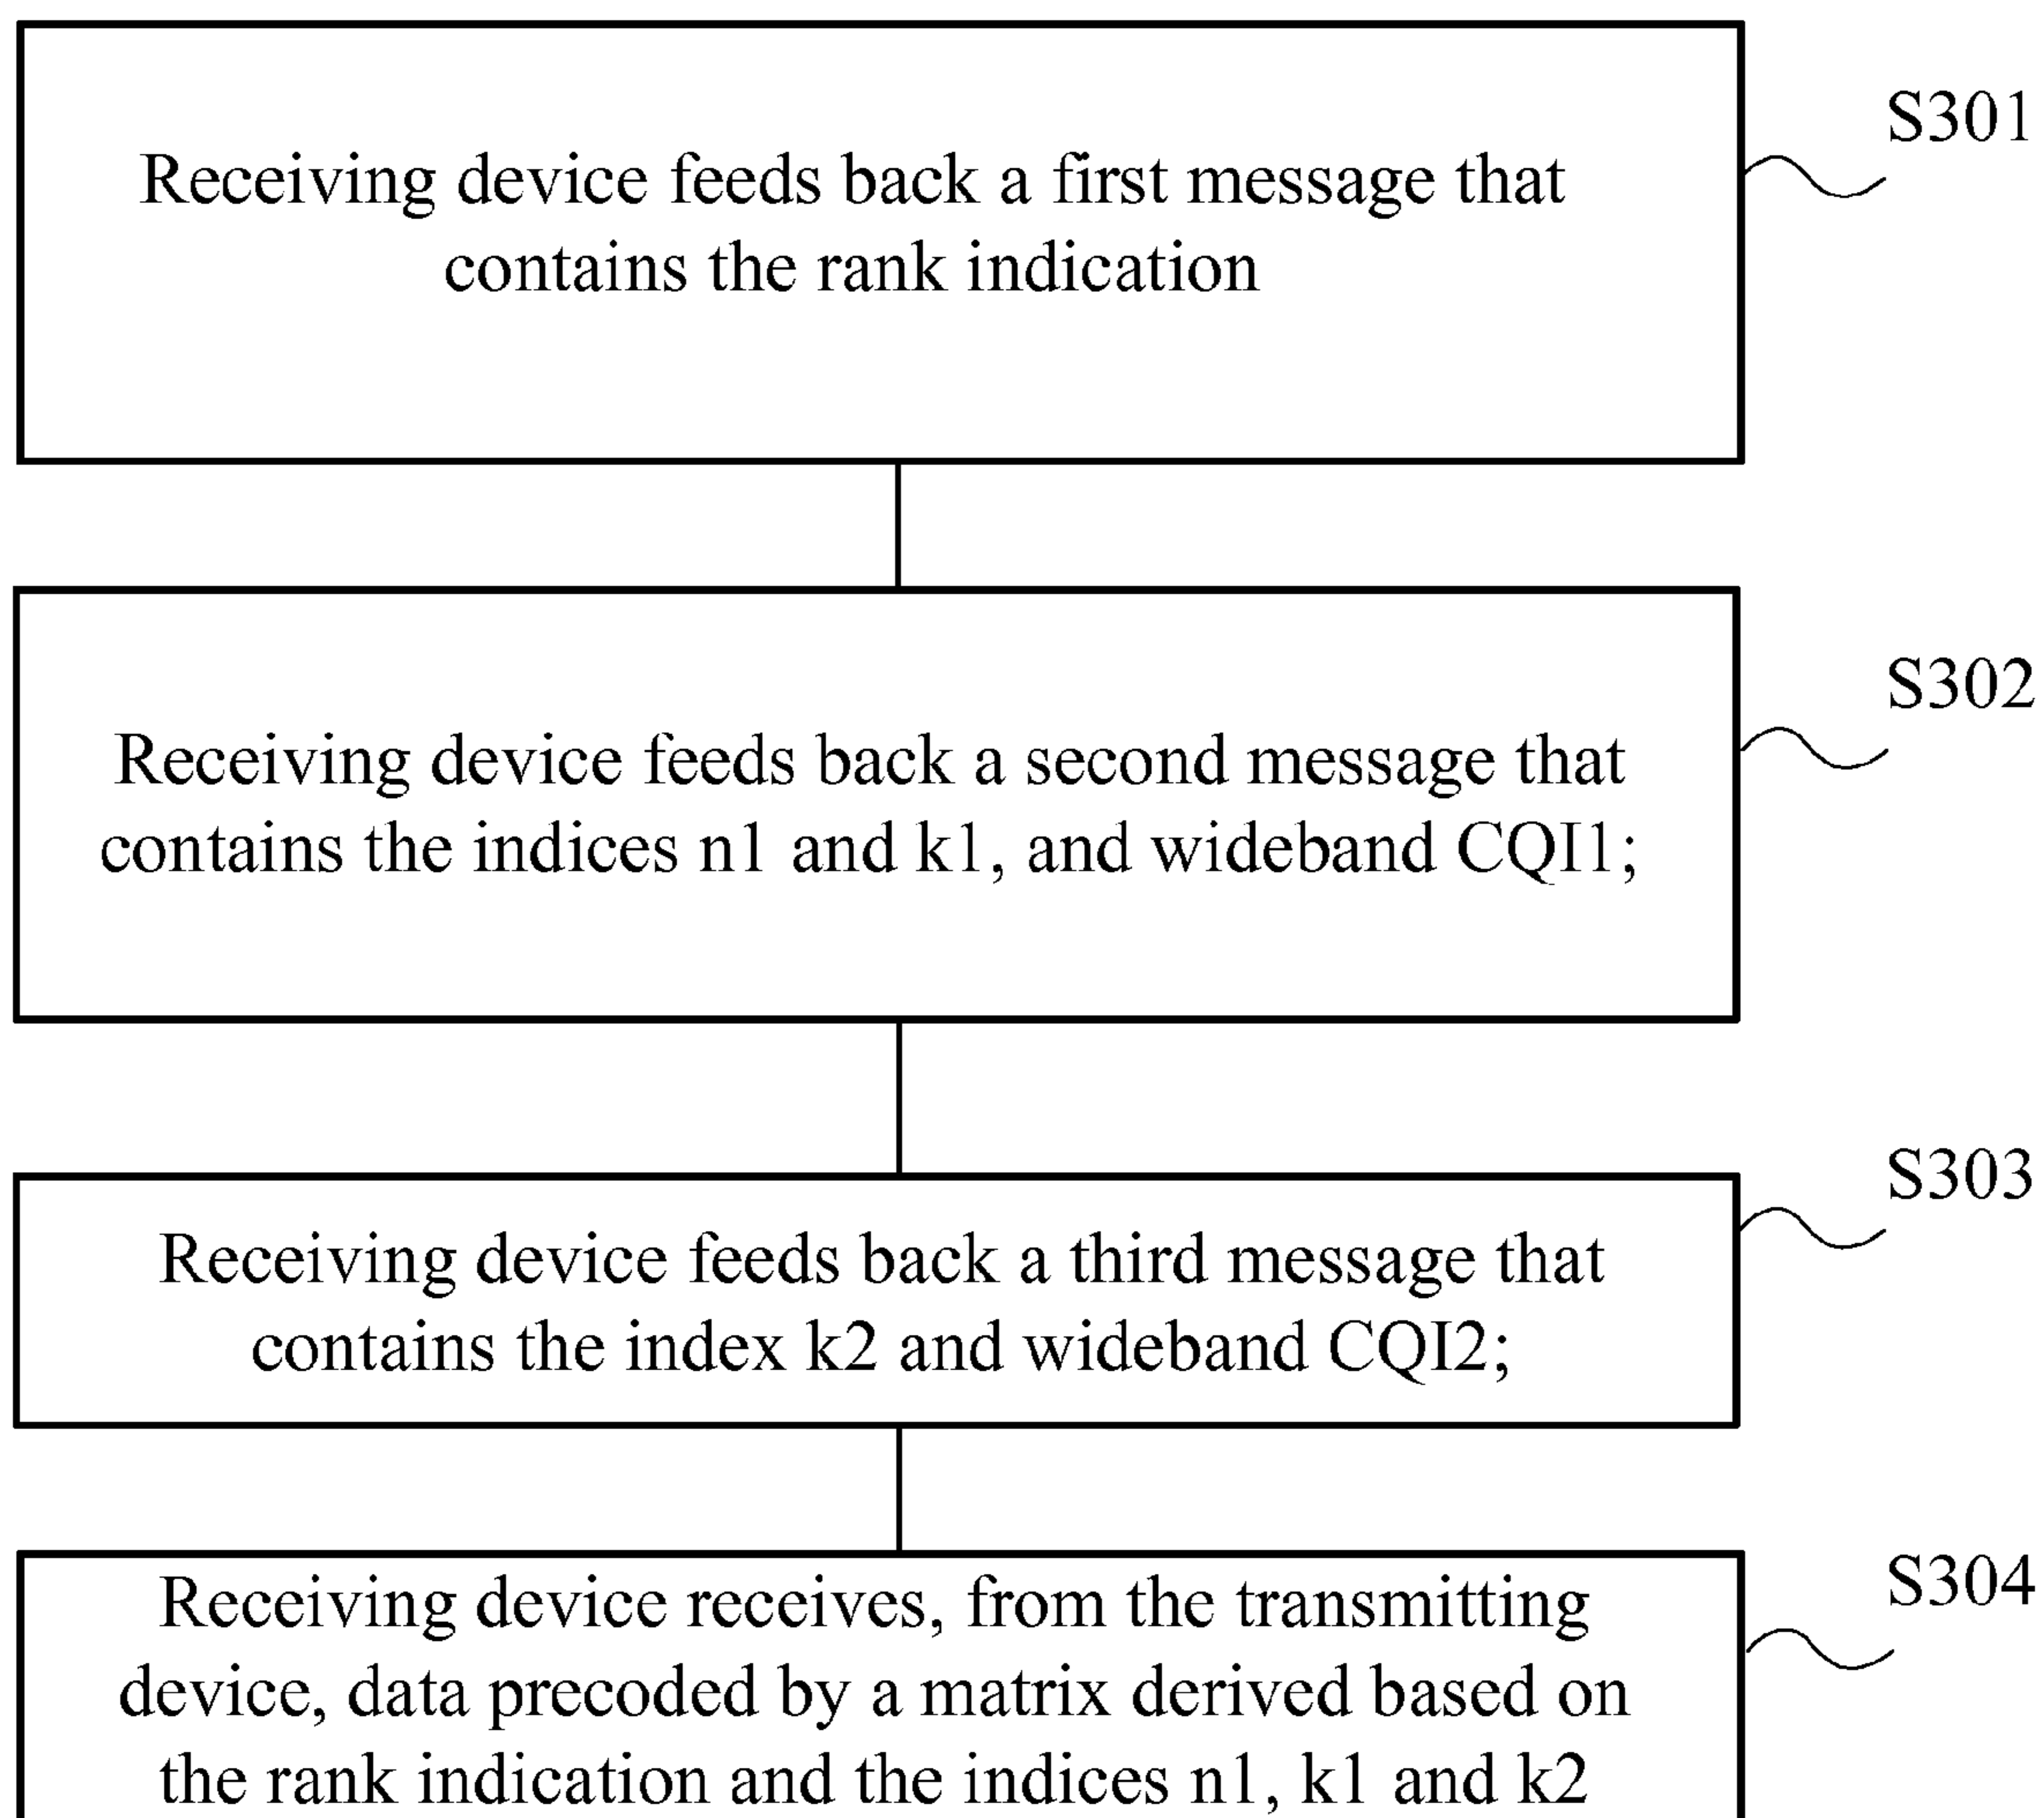 S301
Receiving device feeds back a first message that
contains the rank indication
S302
Receiving device feeds back a second message that
contains the indices n1 and k1, and wideband CQI1;
S303
Receiving device feeds back a third message that
contains the index k2 and wideband CQI2;
S304
Receiving device receives, from the transmitting
device, data precoded by a matrix derived based on
the rank indication and the indices n1, k1 and k2